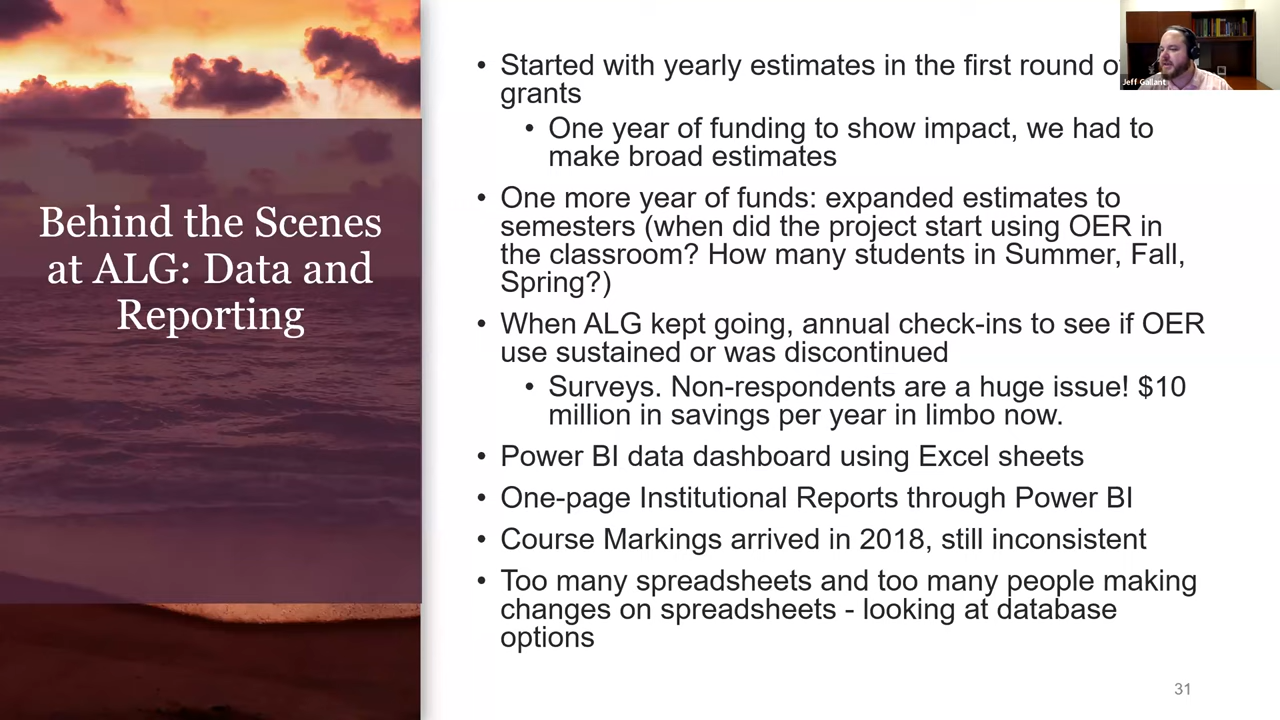 Behind the Scenes
at ALG: Data and
Reporting
• Started with yearly estimates in the first round
grants
• One year of funding to show impact, we had to
make broad estimates
• One more year of funds: expanded estimates to
semesters (when did the project start using OER in
the classroom? How many students in Summer, Fall,
Spring?)
• When ALG kept going, annual check-ins to see if OER
use sustained or was discontinued
• Surveys. Non-respondents are a huge issue! $10
million in savings per year in limbo now.
• Power BI data dashboard using Excel sheets
• One-page Institutional Reports through Power BI
• Course Markings arrived in 2018, still inconsistent
• Too many spreadsheets and too many people making
changes on spreadsheets - looking at database
options
Jeff Gallant
31